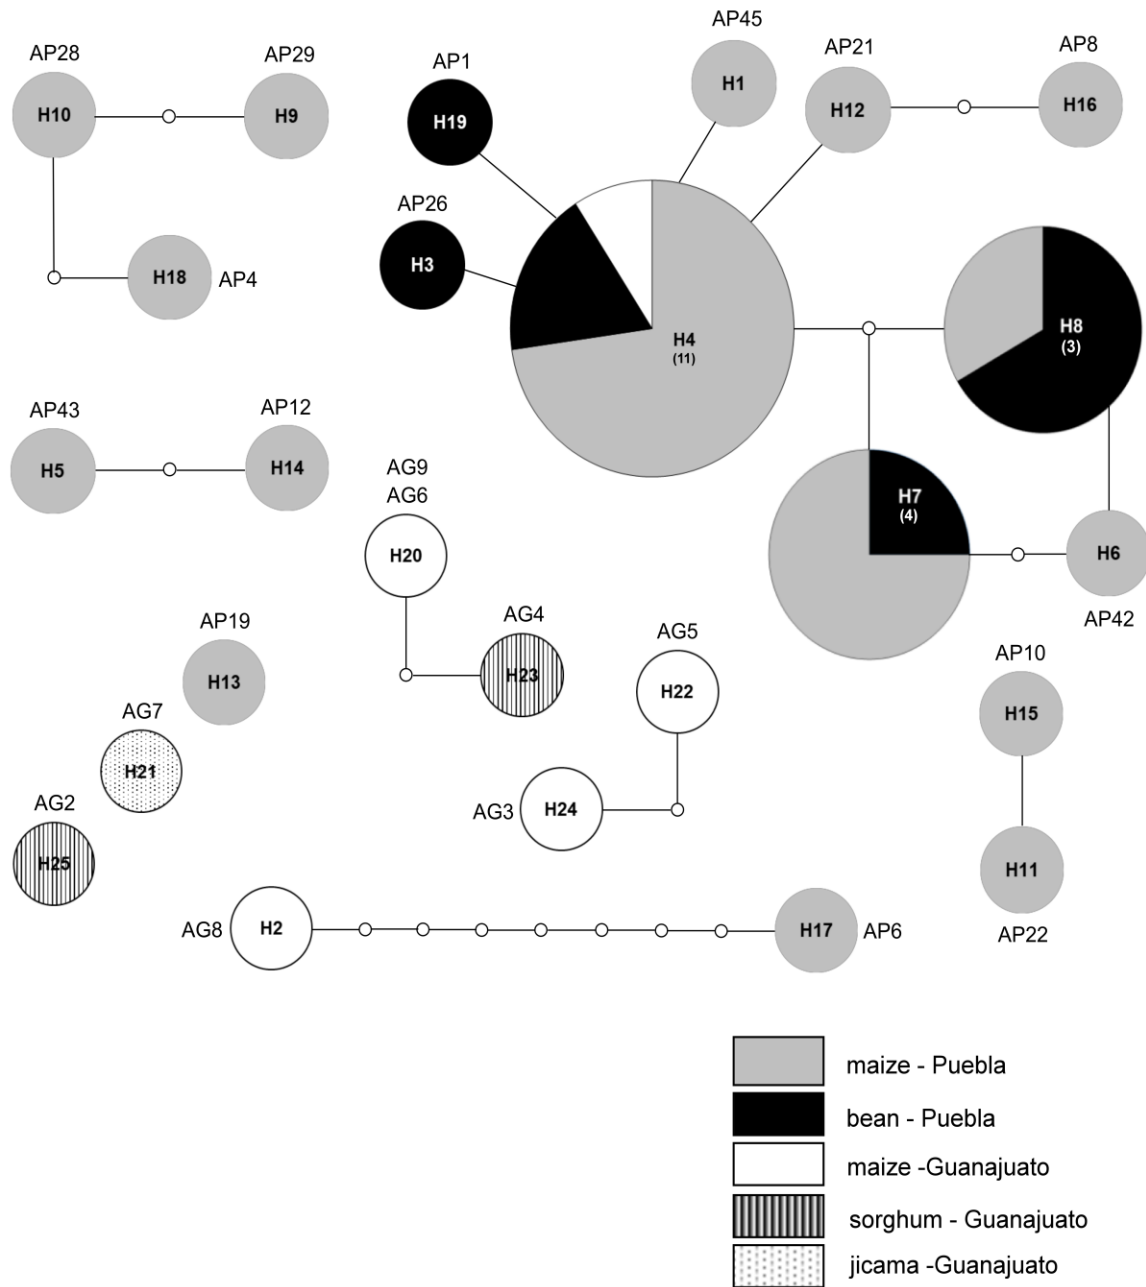 AP28
AP29
H10
H9
H18
AP4
AP1
H19
AP26
H3
AP45
H1
AP21
H12
AP8
H16
H4
(11)
H8
(3)
H7
(4)
H6
AP42
AP43
H5
AP12
H14
AG9
AG6
H20
AG4
H23
AP19
H13
AG7
H21
AG2
H25
AG5
H22
AG3
H24
AP10
H15
H11
AP22
AG8
H2
H17
AP6
maize - Puebla
bean - Puebla
maize -Guanajuato
sorghum - Guanajuato
jicama -Guanajuato